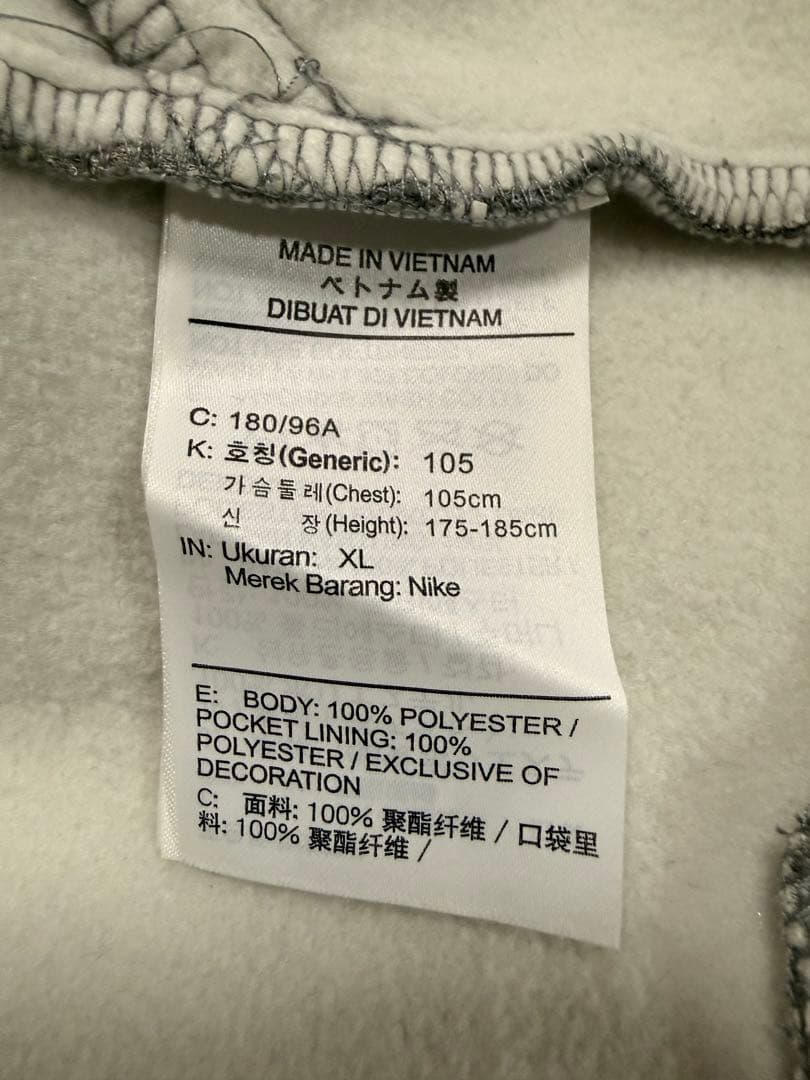 MADE IN VIETNAM
ベトナム製
DIBUAT DI VIETNAM
C: 180/96A
K: 호칭(Generic): 105
가슴둘레(Chest): 105cm
신 장(Height): 175-185cm
IN: Ukuran: XL
Merek Barang: Nike
E: BODY: 100% POLYESTER /
POCKET LINING: 100%
POLYESTER / EXCLUSIVE OF
DECORATION
C: 面料: 100% 聚酯纤维 / 口袋里
料: 100% 聚酯纤维 /